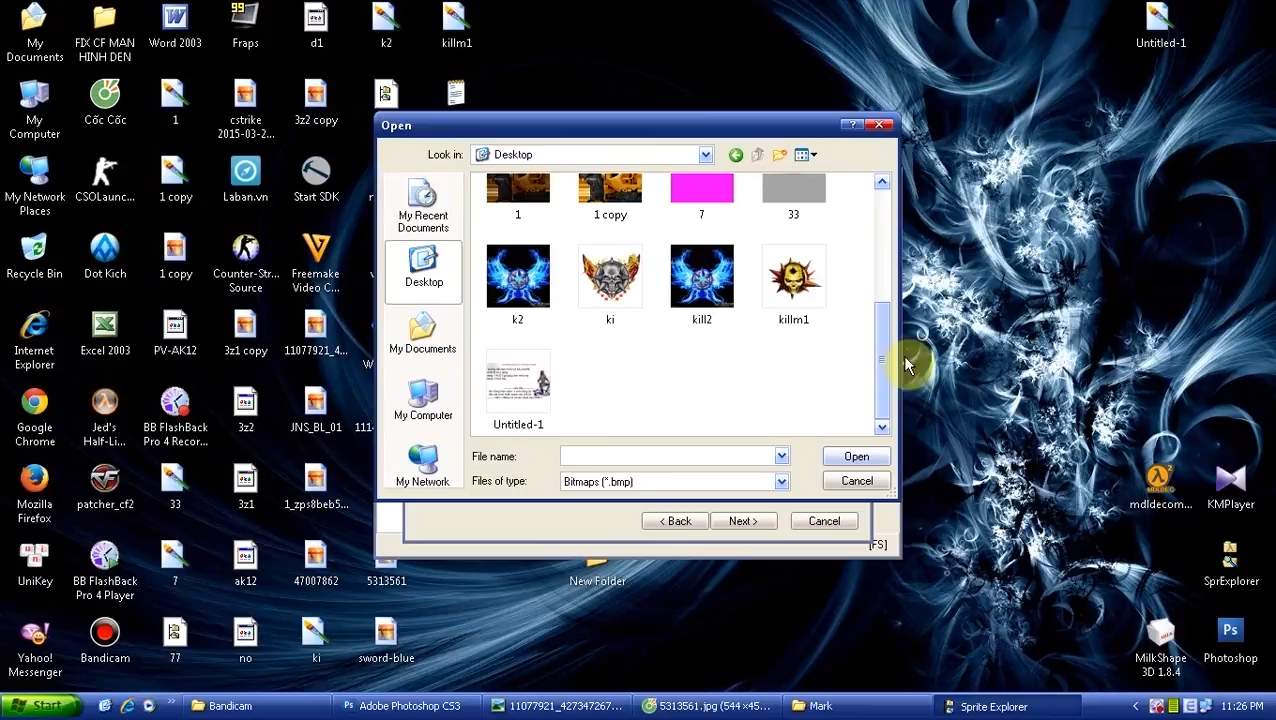 My
Documents
FIX CF MAN
HINH DEN
Word 2003
99
Fraps
d1
k2
killm1
Untitled-1
My
Computer
Cốc Cốc
1
cstrike
2015-03-2...
3z2 copy
My Network
Places
CSOLaunc...
1 copy
Laban.vn
Start SDK
Recycle Bin
Dot Kich
1 copy
Counter-Str...
Source
Freemake
Video C...
Internet
Explorer
Excel 2003
PV-AK12
3z1 copy
11077921_4...
Google
Chrome
Jed's
Half-Li...
BB FlashBack
Pro 4 Recor...
3z2
JNS_BL_01
Mozilla
Firefox
patcher_cf2
33
3z1
1_zps8beb5...
UniKey
BB FlashBack
Pro 4 Player
7
ak12
47007862
5313561
New Folder
Yahoo!
Messenger
Bandicam
77
no
ki
sword-blue
mdldecom...
KMPlayer
SprExplorer
MilkShape
3D 1.8.4
Ps
Photoshop
Open
Look in:
Desktop
My Recent
Documents
Desktop
My Documents
My Computer
My Network
1
1 copy
7
33
k2
ki
kill2
killm1
Untitled-1
File name:
Open
Files of type:
Bitmaps (*.bmp)
Cancel
< Back
Next >
Cancel
[FS]
Start
Bandicam
Ps Adobe Photoshop CS3
11077921_427347267...
5313561.jpg (544 ×45...
Mark
Sprite Explorer
11:26 PM